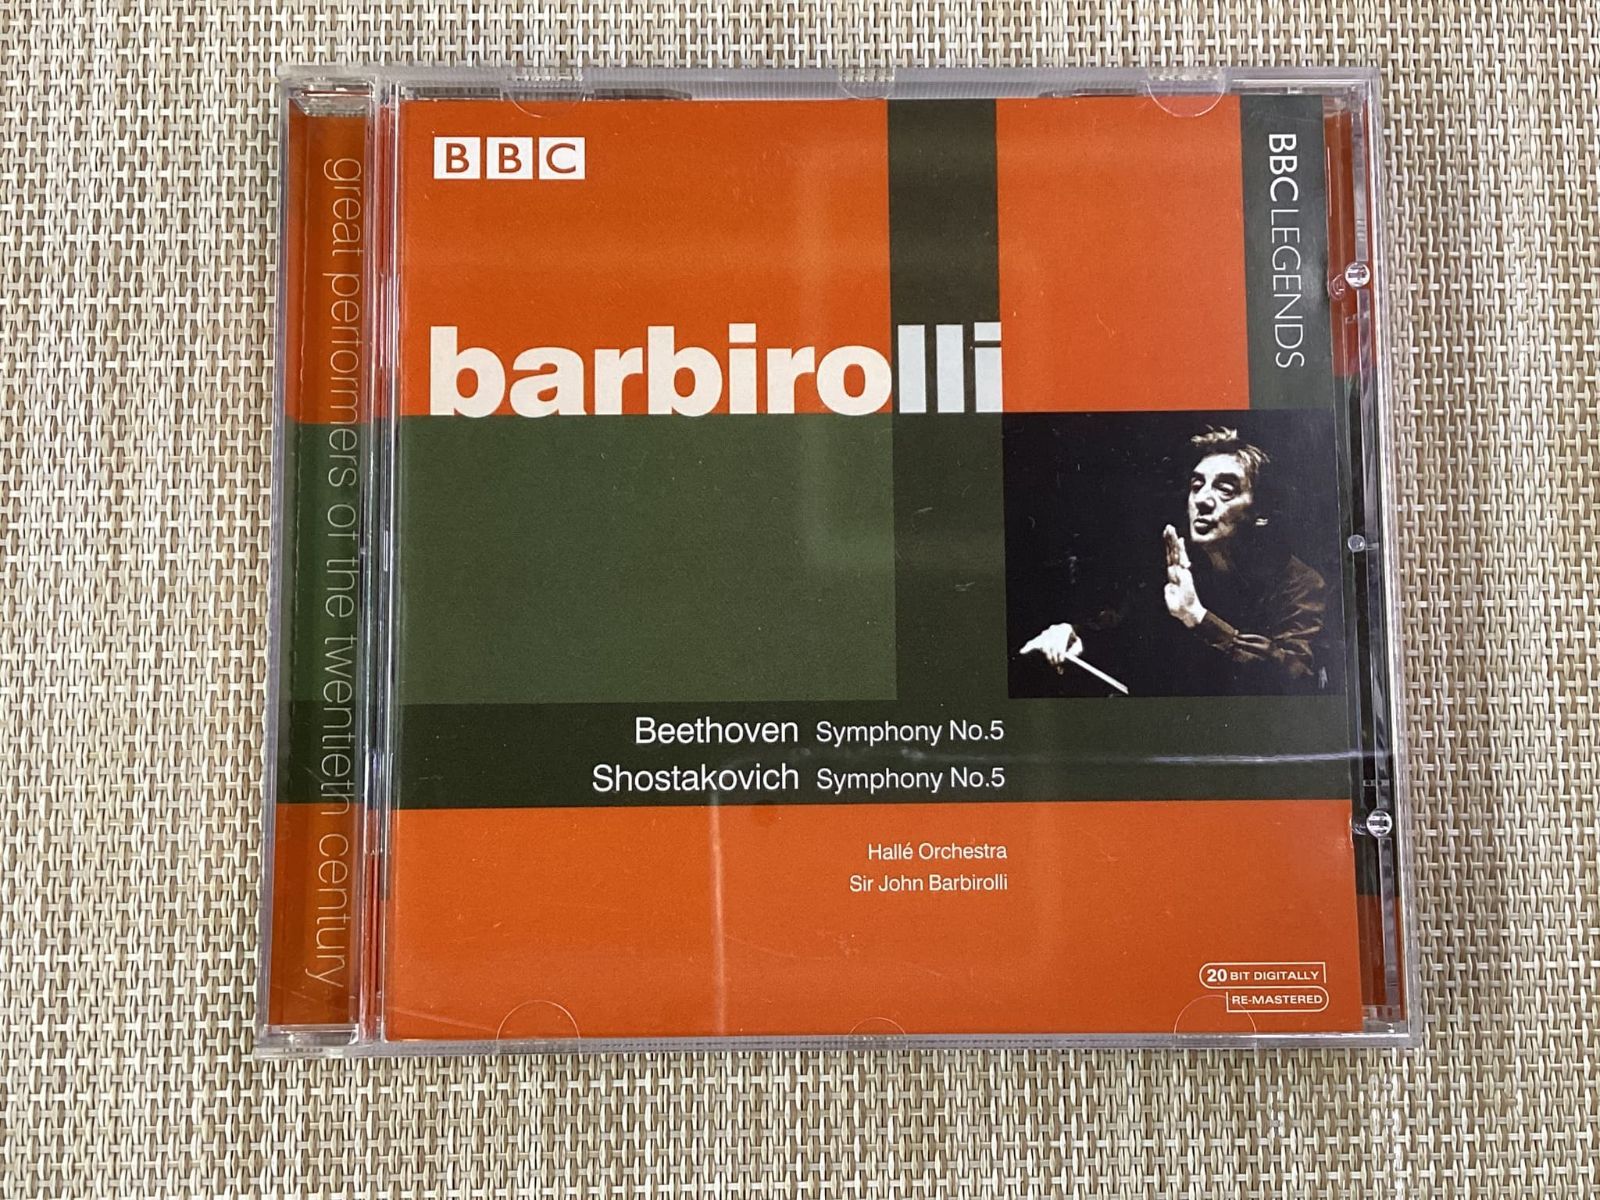 great performers of the twentieth century
BBC
BBC LEGENDS
barbirolli
Beethoven Symphony No.5
Shostakovich Symphony No.5
Hallé Orchestra
Sir John Barbirolli
20 BIT DIGITALLY
RE-MASTERED